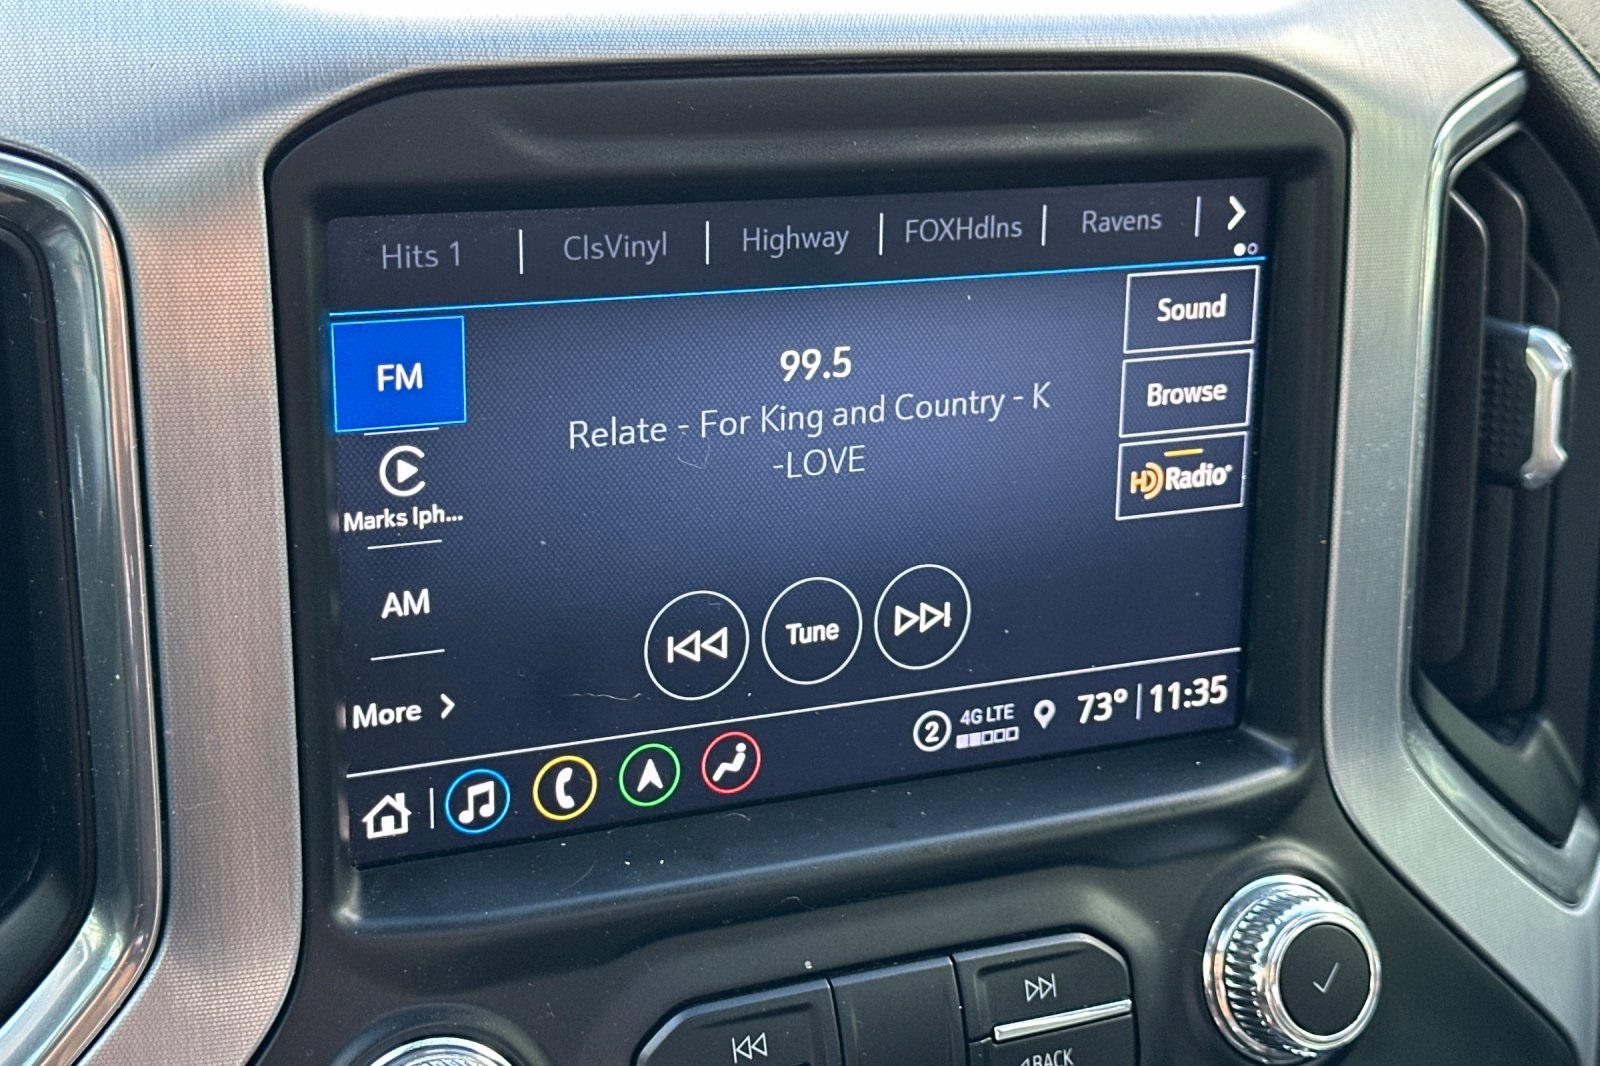 Hits 1 ClsVinyl Highway FOXHdlns Ravens
Sound
FM
99.5
Relate - For King and Country - K
-LOVE
Browse
HD Radio
Marks Iph...
AM
Tune
More
2 4G LTE 73° 11:35
BACK